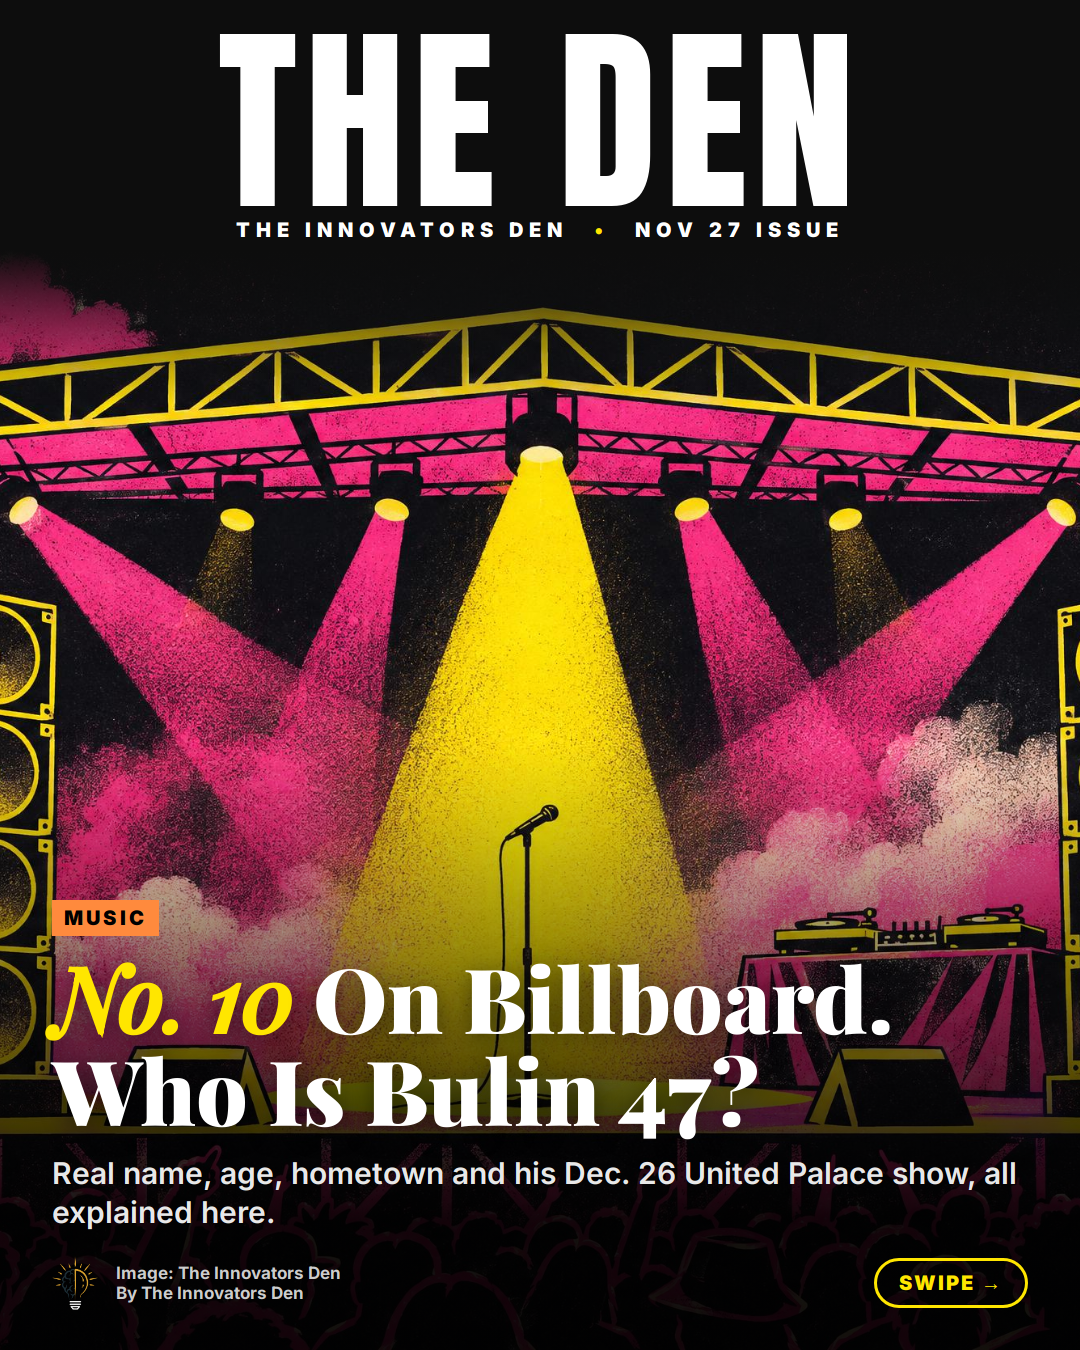 THE DEN
THE INNOVATORS DEN • NOV 27 ISSUE
MUSIC
No. 10 On Billboard.
Who Is Bulin 47?
Real name, age, hometown and his Dec. 26 United Palace show, all
explained here.
Image: The Innovators Den
By The Innovators Den
SWIPE →